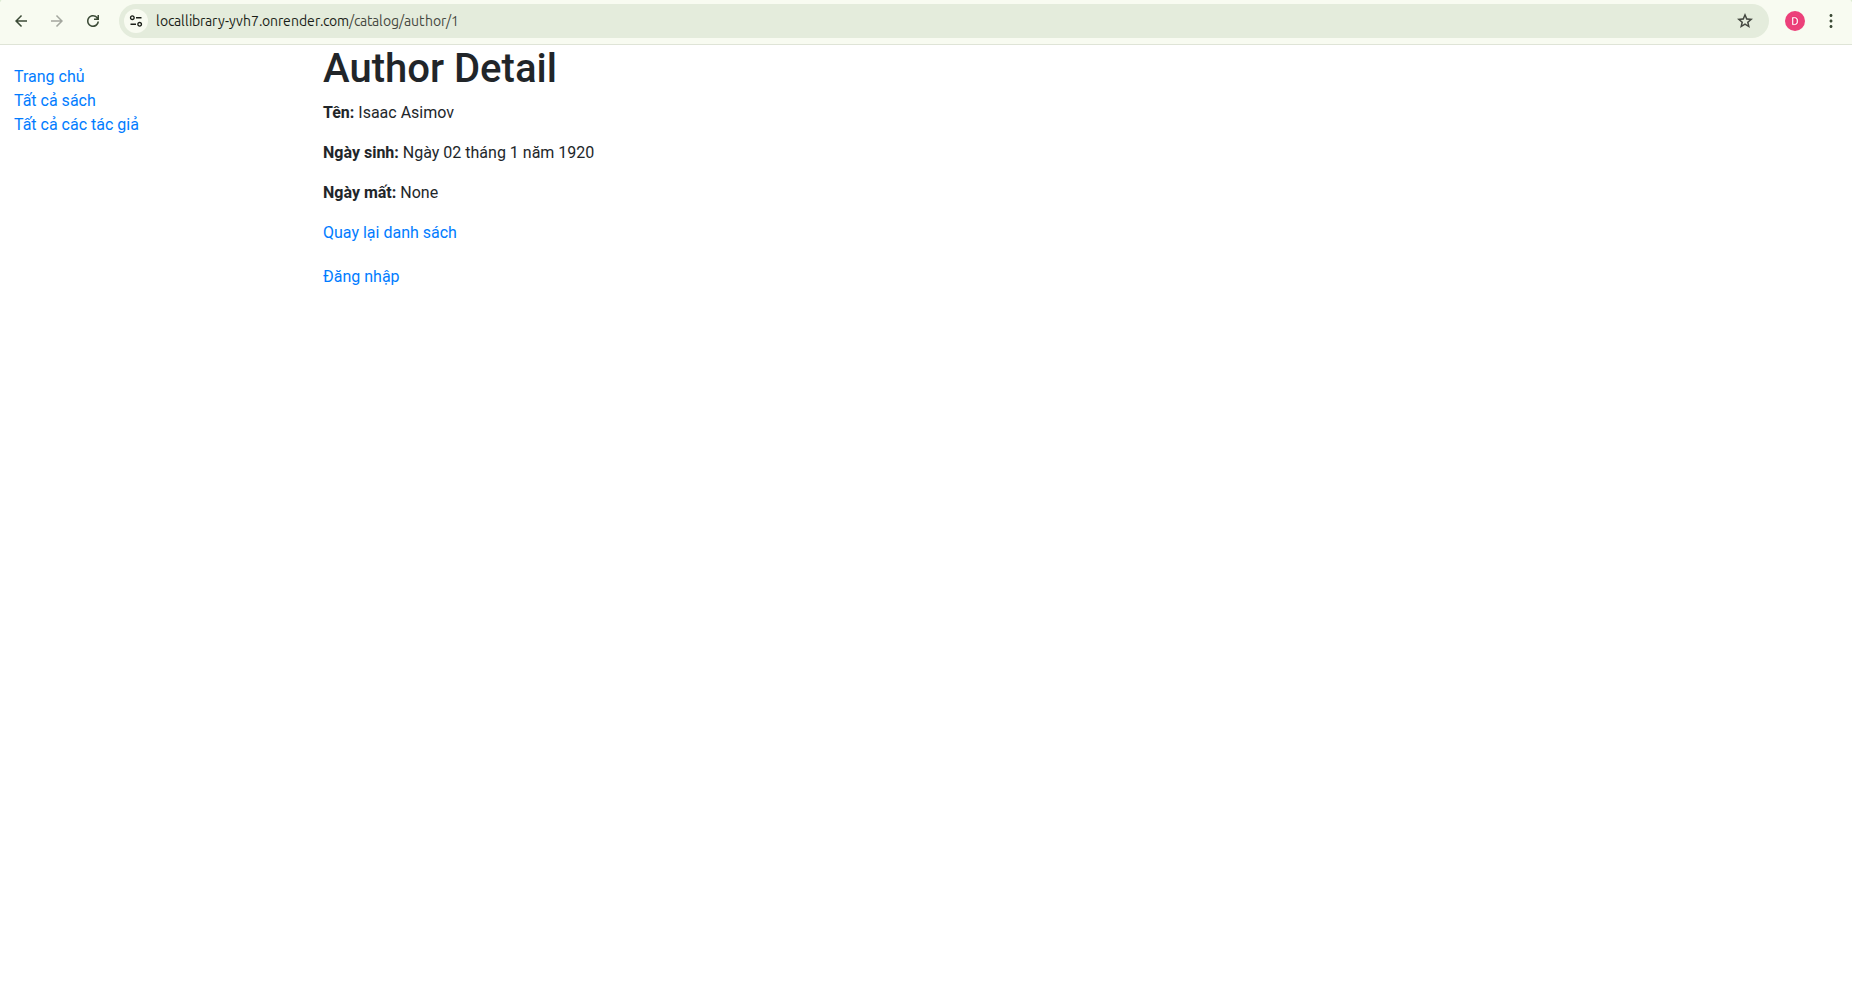 locallibrary-yvh7.onrender.com/catalog/author/1
D
Trang chủ
Tất cả sách
Tất cả các tác giả
Author Detail
Tên: Isaac Asimov
Ngày sinh: Ngày 02 tháng 1 năm 1920
Ngày mất: None
Quay lại danh sách
Đăng nhập